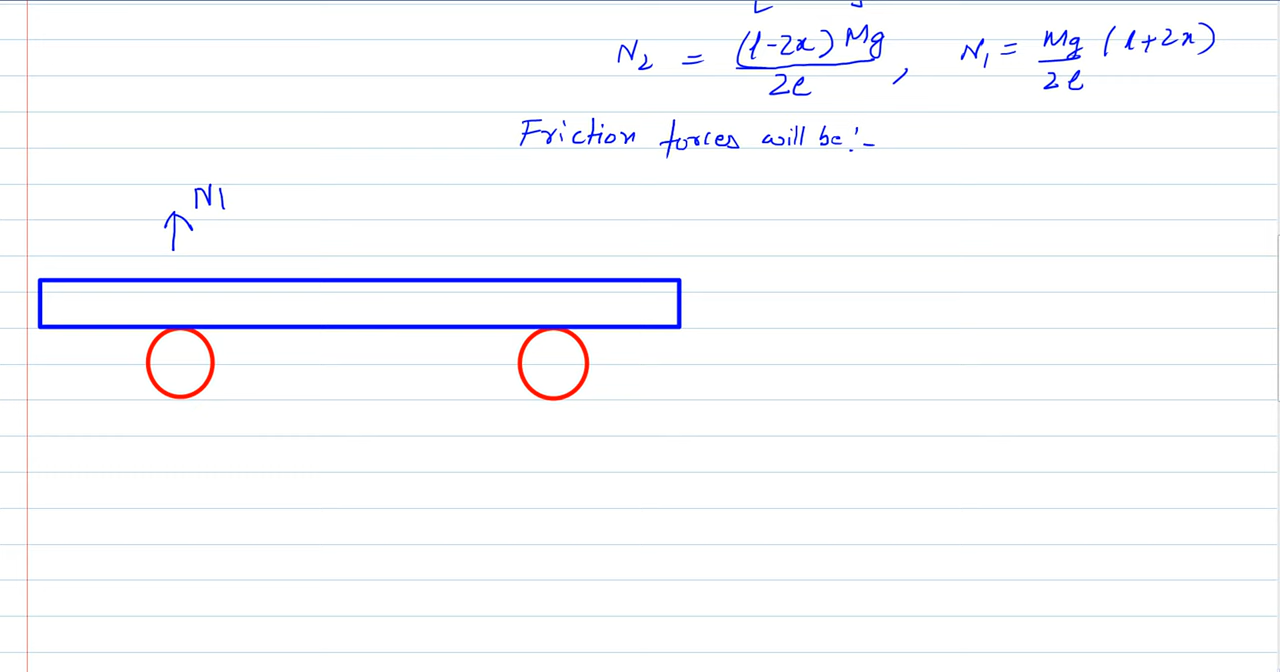 N₂ = (l-2x) Mg / 2l , N₁ = Mg / 2l (l+2x)
Friction forces will be :-
N1